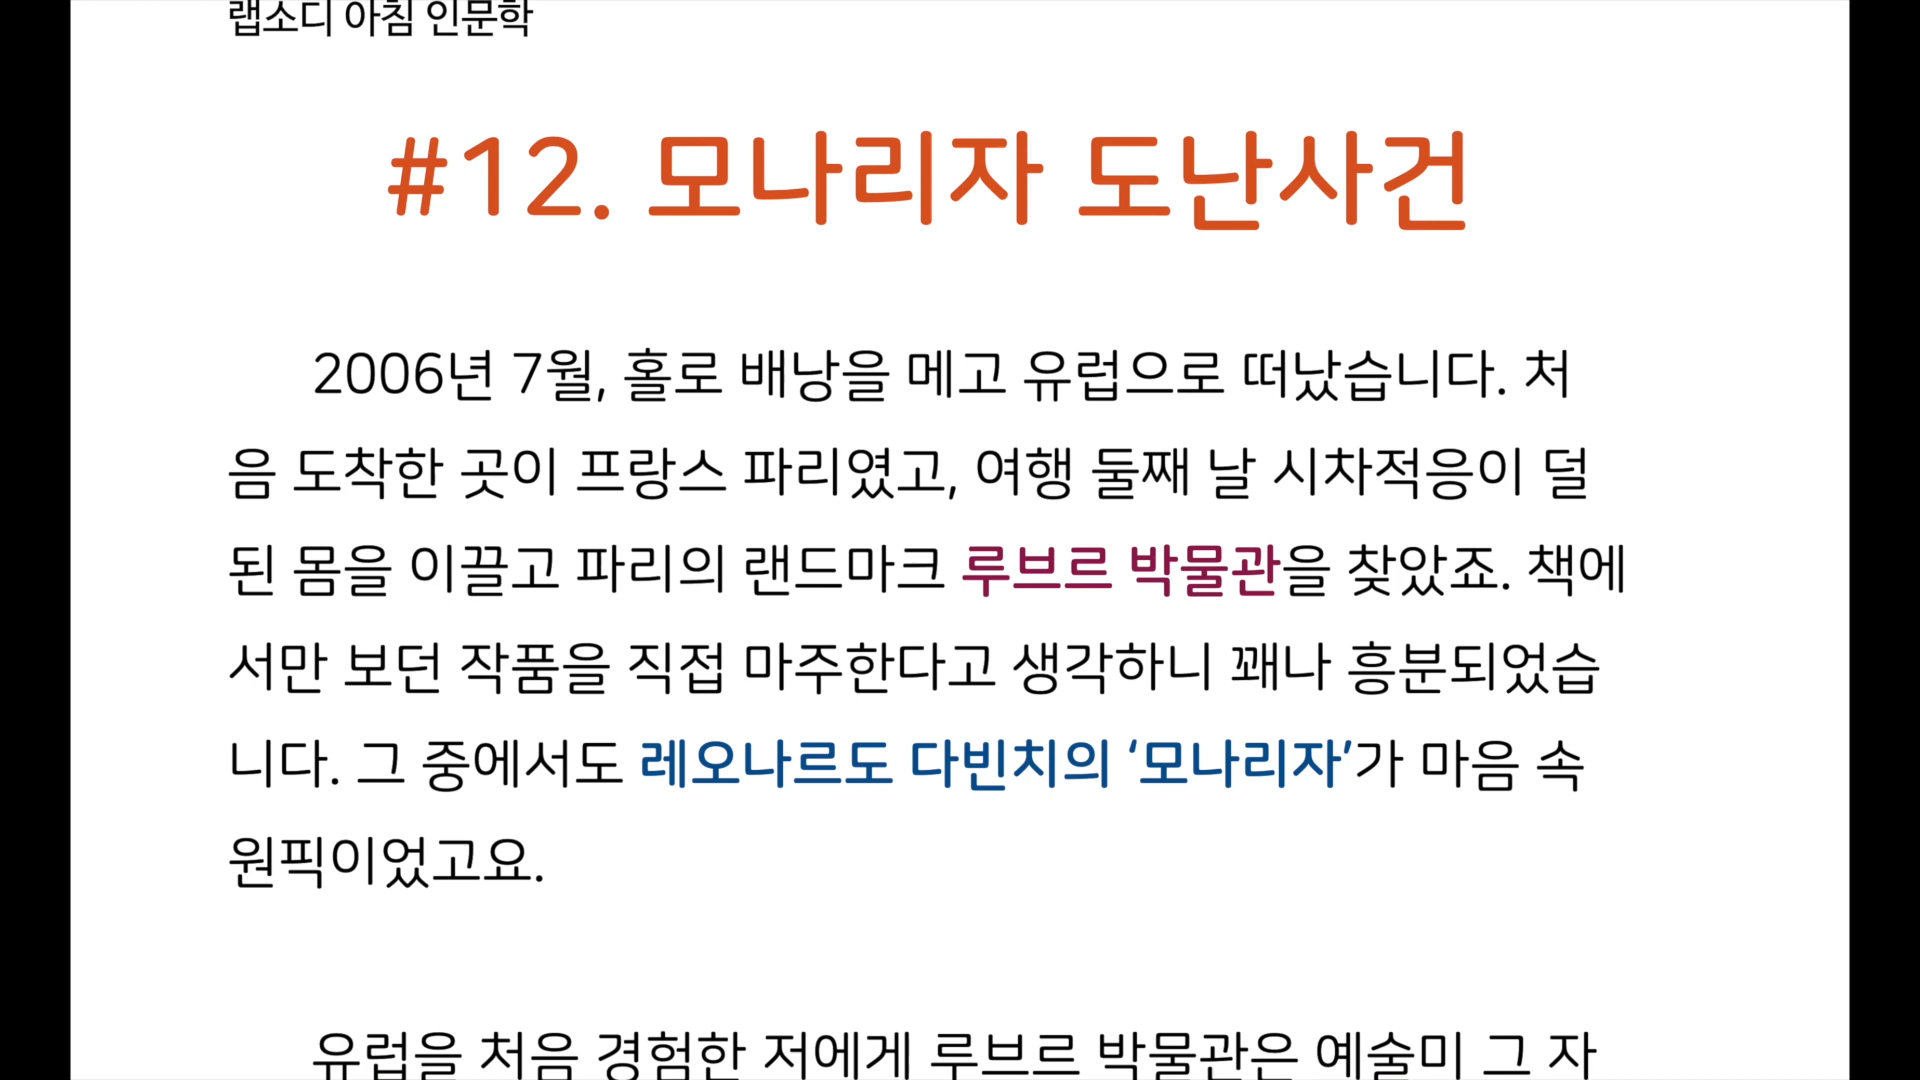 랩소디 아침 인문학
#12. 모나리자 도난사건
2006년 7월, 홀로 배낭을 메고 유럽으로 떠났습니다. 처
음 도착한 곳이 프랑스 파리였고, 여행 둘째 날 시차적응이 덜
된 몸을 이끌고 파리의 랜드마크 루브르 박물관을 찾았죠. 책에
서만 보던 작품을 직접 마주한다고 생각하니 꽤나 흥분되었습
니다. 그 중에서도 레오나르도 다빈치의 ‘모나리자’가 마음 속
원픽이었고요.
유럽을 처음 경험한 저에게 루브르 박물관은 예술미 그 자